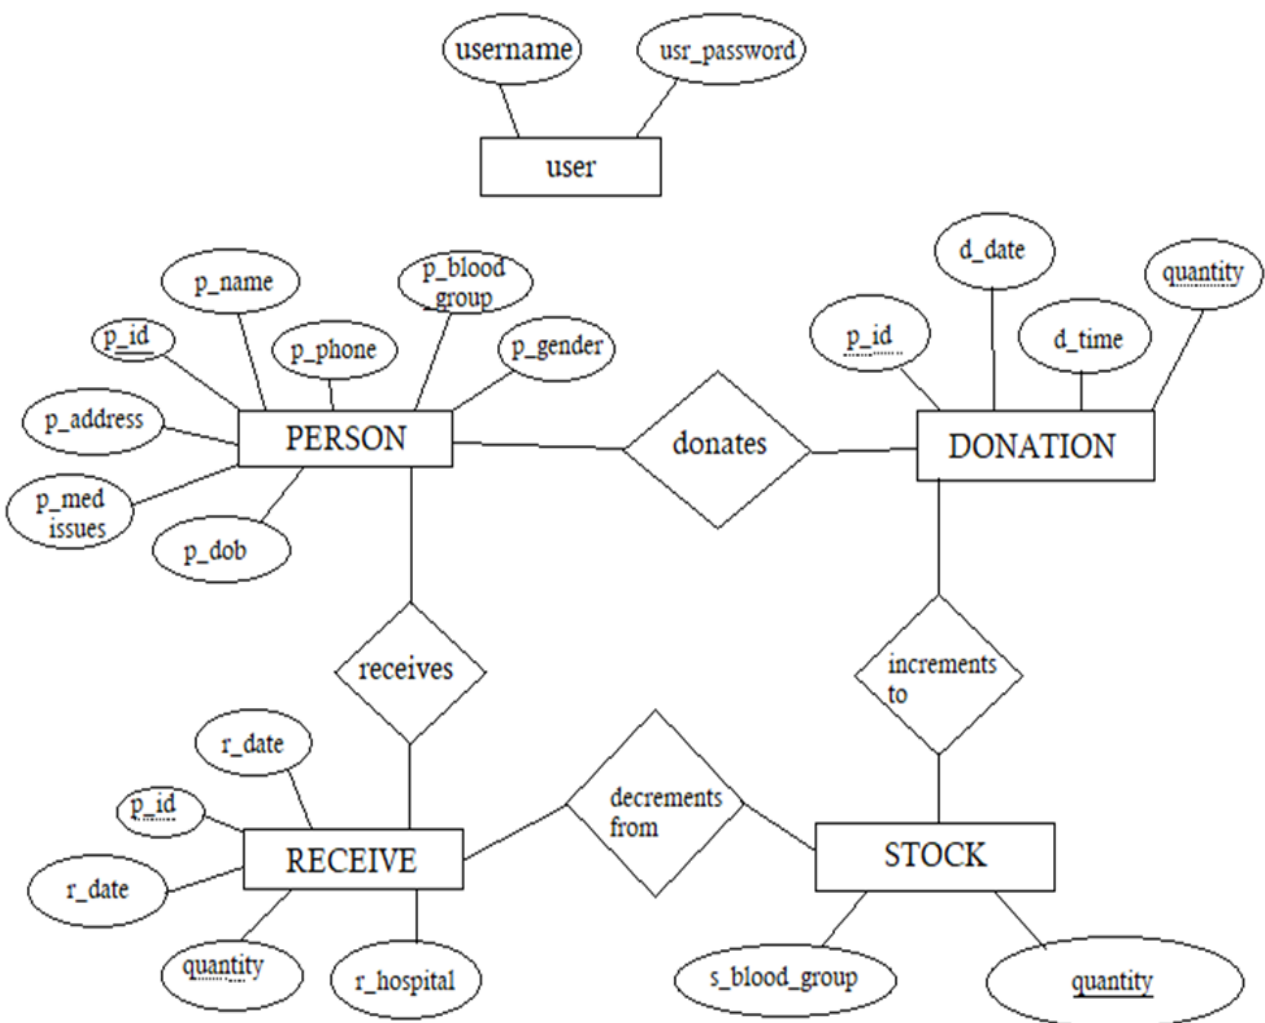 username
usr_password
user
d_date
p_name
p_blood
group
quantity
p_id
p_phone
p_gender
p_id
d_time
p_address
PERSON
donates
DONATION
p_med
issues
p_dob
receives
increments
to
r_date
p_id
decrements
from
RECEIVE
STOCK
r_date
quantity
r_hospital
s_blood_group
quantity